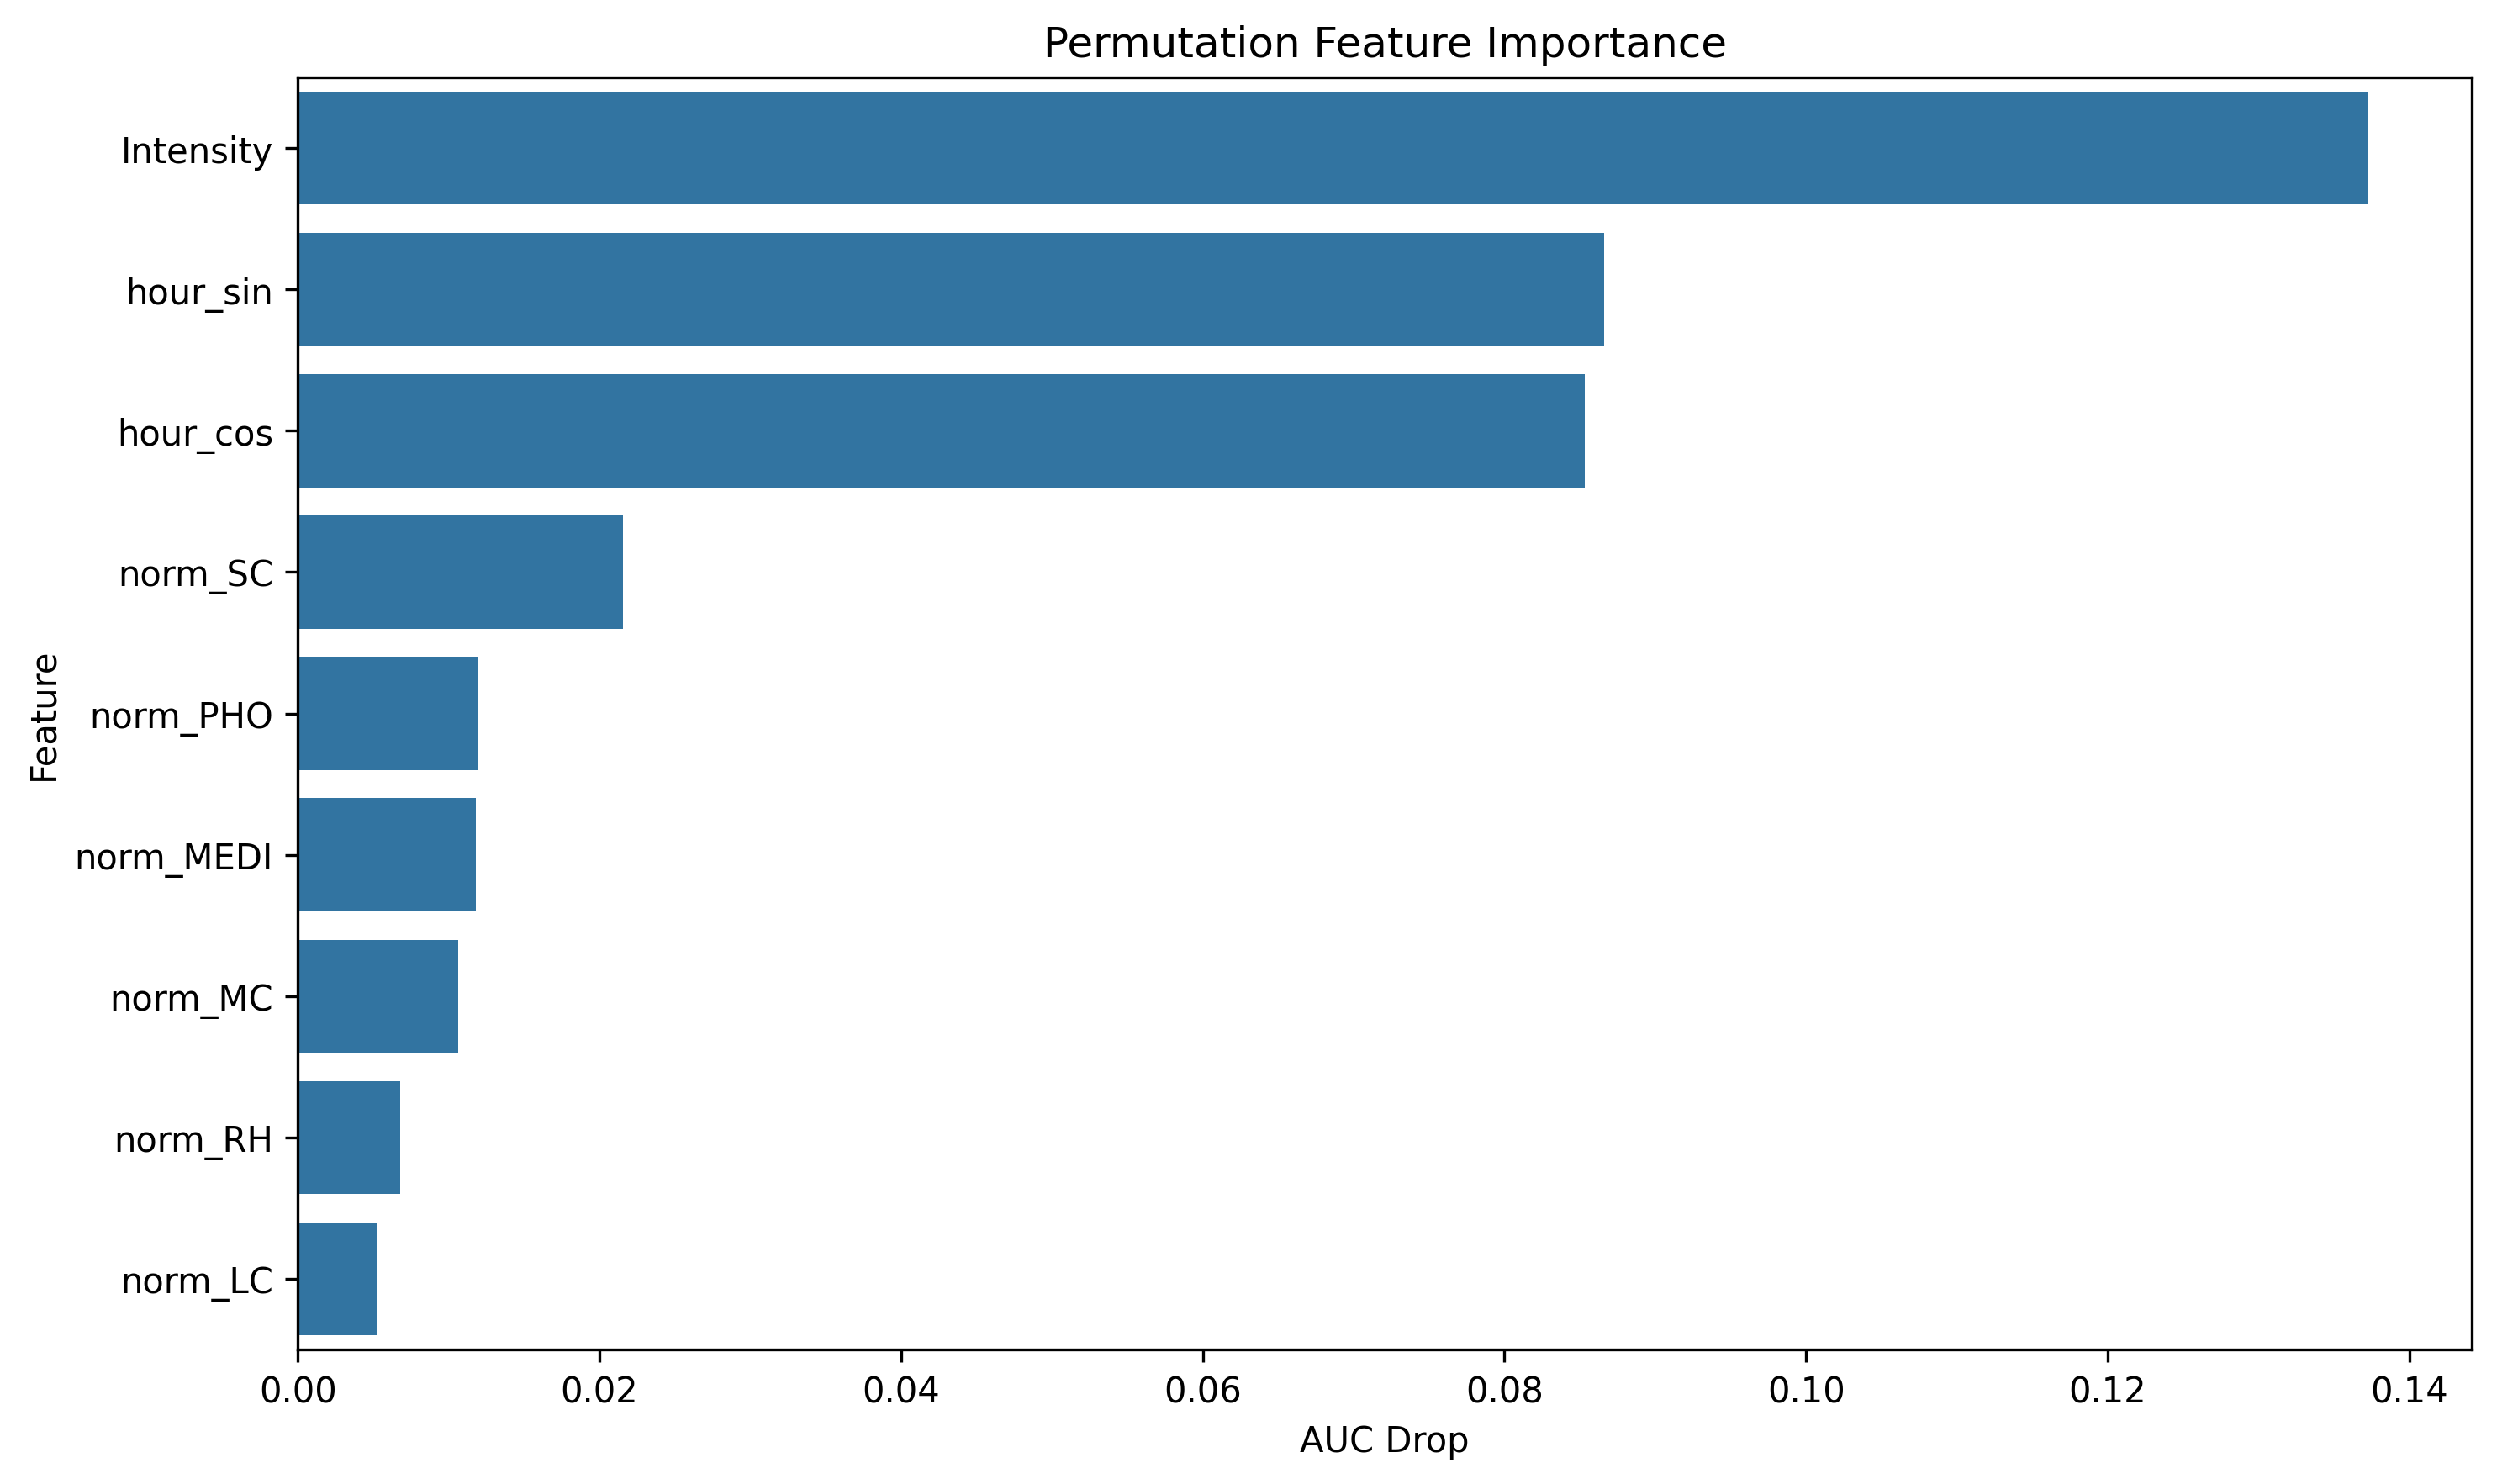 Permutation Feature Importance
Intensity
hour_sin
hour_cos
norm_SC
norm_PHO
norm_MEDI
norm_MC
norm_RH
norm_LC
Feature
0.00 0.02 0.04 0.06 0.08 0.10 0.12 0.14
AUC Drop